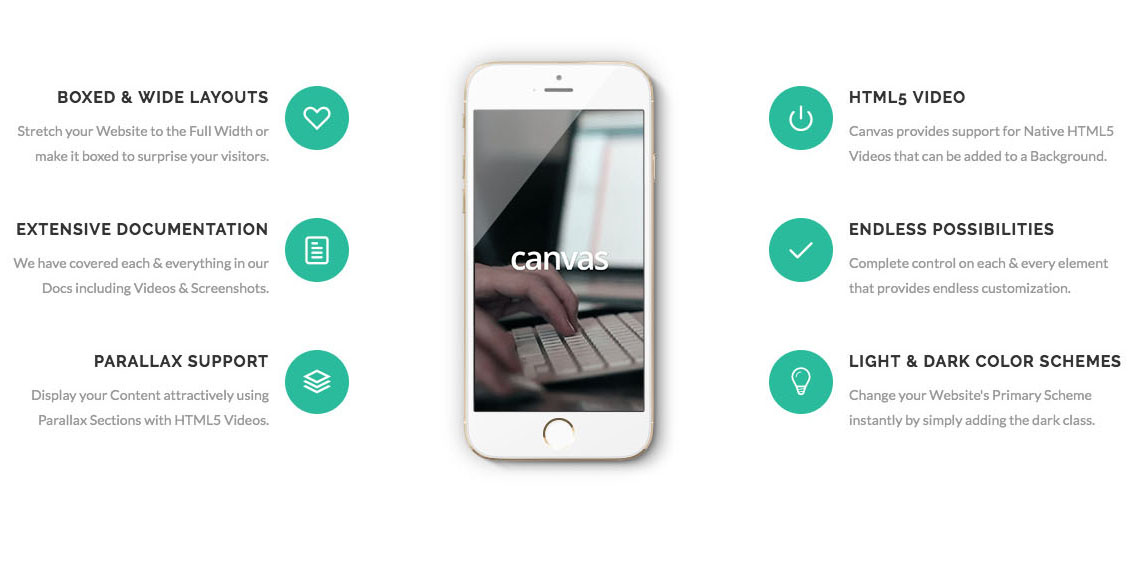 BOXED & WIDE LAYOUTS
Stretch your Website to the Full Width or
make it boxed to surprise your visitors.
EXTENSIVE DOCUMENTATION
We have covered each & everything in our
Docs including Videos & Screenshots.
PARALLAX SUPPORT
Display your Content attractively using
Parallax Sections with HTML5 Videos.
canvas
HTML5 VIDEO
Canvas provides support for Native HTML5
Videos that can be added to a Background.
ENDLESS POSSIBILITIES
Complete control on each & every element
that provides endless customization.
LIGHT & DARK COLOR SCHEMES
Change your Website's Primary Scheme
instantly by simply adding the dark class.